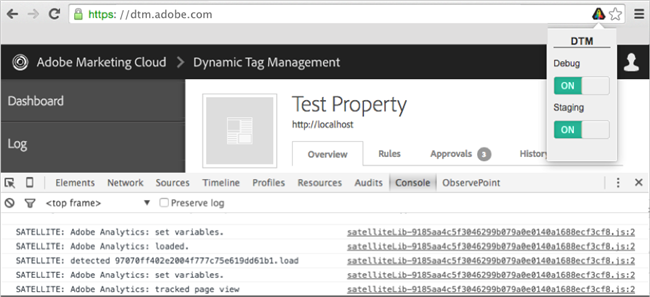 https://dtm.adobe.com
DTM
Debug
ON
Staging
ON
Adobe Marketing Cloud > Dynamic Tag Management
Dashboard
Log
Test Property
http://localhost
Overview Rules Approvals 3 History
Elements Network Sources Timeline Profiles Resources Audits Console ObservePoint
<top frame> Preserve log
SATELLITE: Adobe Analytics: set variables. satelliteLib-9185aa4c5f3046299b079a0e0140a1688ecf3cf8.js:2
SATELLITE: Adobe Analytics: loaded. satelliteLib-9185aa4c5f3046299b079a0e0140a1688ecf3cf8.js:2
SATELLITE: detected 97070ff402e2004f777c75e619dd61b1.load satelliteLib-9185aa4c5f3046299b079a0e0140a1688ecf3cf8.js:2
SATELLITE: Adobe Analytics: set variables. satelliteLib-9185aa4c5f3046299b079a0e0140a1688ecf3cf8.js:2
SATELLITE: Adobe Analytics: tracked page view satelliteLib-9185aa4c5f3046299b079a0e0140a1688ecf3cf8.js:2